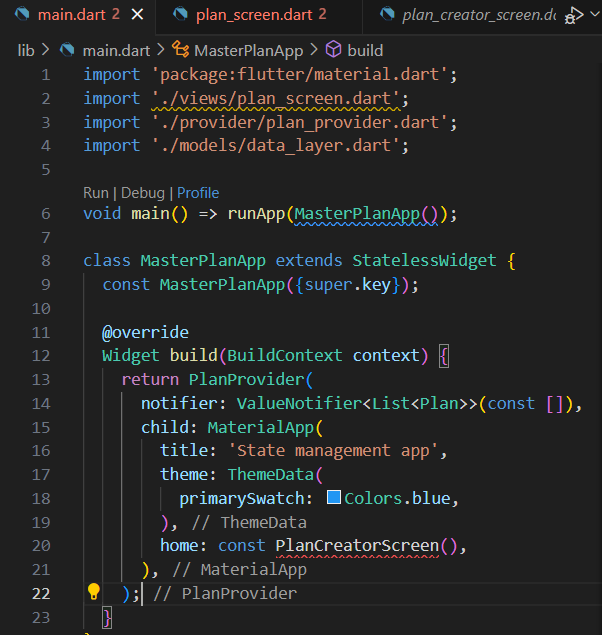 main.dart 2 plan_screen.dart 2 plan_creator_screen.d
lib > main.dart > MasterPlanApp > build
1 import 'package:flutter/material.dart';
2 import './views/plan_screen.dart';
3 import './provider/plan_provider.dart';
4 import './models/data_layer.dart';
5
Run | Debug | Profile
6 void main() => runApp(MasterPlanApp());
7
8 class MasterPlanApp extends StatelessWidget {
9 const MasterPlanApp({super.key});
10
11 @override
12 Widget build(BuildContext context) {
13 return PlanProvider(
14 notifier: ValueNotifier<List<Plan>>(const []),
15 child: MaterialApp(
16 title: 'State management app',
17 theme: ThemeData(
18 primarySwatch: Colors.blue,
19 ), // ThemeData
20 home: const PlanCreatorScreen(),
21 ), // MaterialApp
22 ); // PlanProvider
23 }